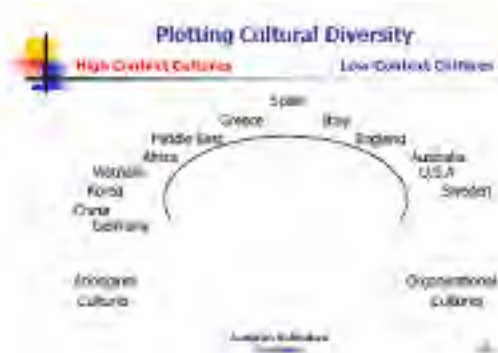 Plotting Cultural Diversity
High Context Cultures
Low Context Cultures
Spain
Greece
Italy
Middle East
England
Africa
Australia
Vietnam
U.S.A
Korea
Sweden
China
Germany
Cultures
Organizational
Cultures